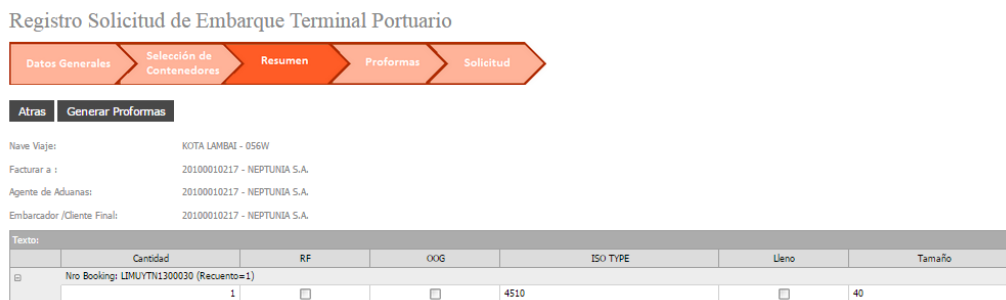 Registro Solicitud de Embarque Terminal Portuario
Datos Generales Selección de Contenedores Resumen Proformas Solicitud
Atras Generar Proformas
Nave Viaje: KOTA LAMBAI - 056W
Facturar a : 20100010217 - NEPTUNIA S.A.
Agente de Aduanas: 20100010217 - NEPTUNIA S.A.
Embarcador /Cliente Final: 20100010217 - NEPTUNIA S.A.
Texto:
Cantidad RF OOG ISO TYPE Lleno Tamaño
Nro Booking: LIMUYTN1300030 (Recuento=1)
1 4510 40